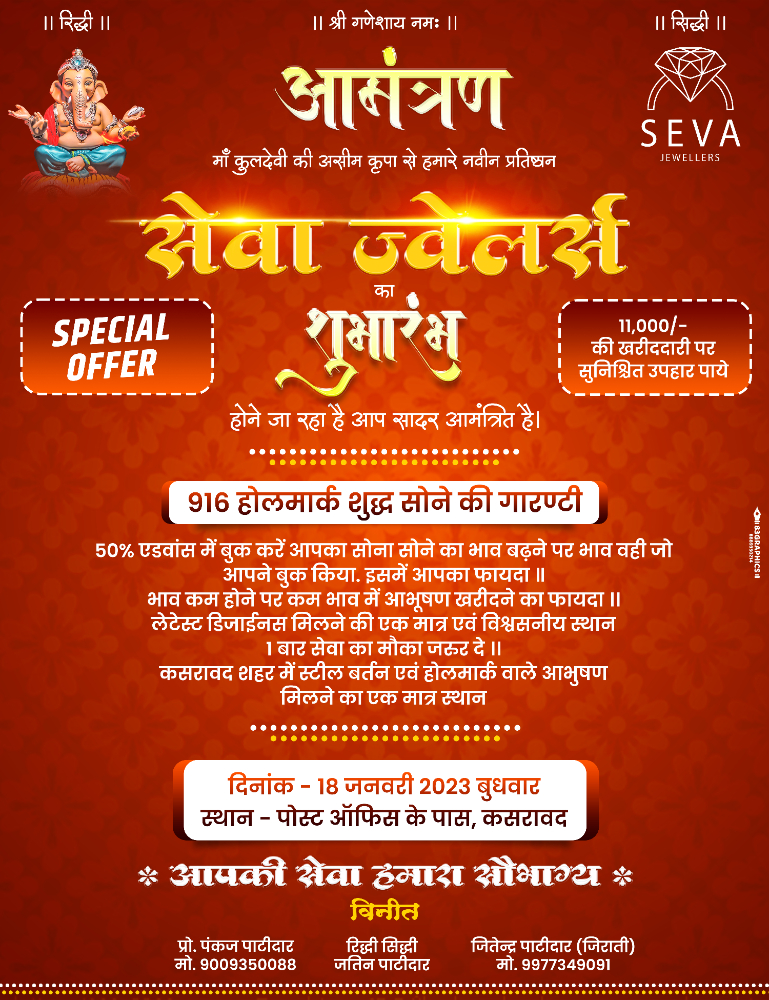 || रिद्धी ||
|| श्री गणेशाय नमः ||
|| सिद्धी ||
आमंत्रण
SEVA
JEWELLERS
माँ कुलदेवी की असीम कृपा से हमारे नवीन प्रतिष्ठान
सेवा ज्वेलर्स
का
शुभारंभ
SPECIAL
OFFER
11,000/-
की खरीददारी पर
सुनिश्चित उपहार पाये
होने जा रहा है आप सादर आमंत्रित है|
916 होलमार्क शुद्ध सोने की गारण्टी
50% एडवांस में बुक करें आपका सोना सोने का भाव बढ़ने पर भाव वही जो
आपने बुक किया. इसमें आपका फायदा ||
भाव कम होने पर कम भाव में आभूषण खरीदने का फायदा ||
लेटेस्ट डिजाईनस मिलने की एक मात्र एवं विश्वसनीय स्थान
1 बार सेवा का मौका जरुर दे ||
कसरावद शहर में स्टील बर्तन एवं होलमार्क वाले आभुषण
मिलने का एक मात्र स्थान
दिनांक - 18 जनवरी 2023 बुधवार
स्थान - पोस्ट ऑफिस के पास, कसरावद
* आपकी सेवा हमारा सौभाग्य *
विनीत
प्रो. पंकज पाटीदार
मो. 9009350088
रिद्धी सिद्धी
जतिन पाटीदार
जितेन्द्र पाटीदार (जिराती)
मो. 9977349091